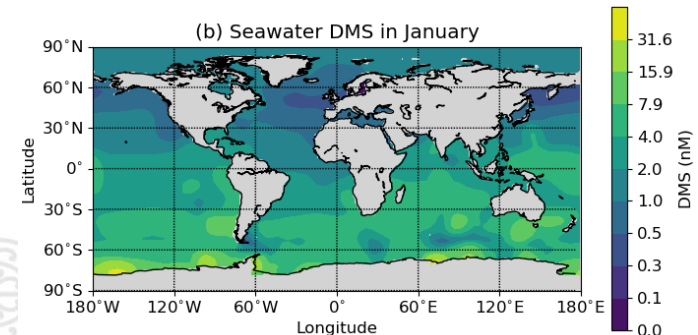 (b) Seawater DMS in January
90°N
60°N
30°N
0°
30°S
60°S
90°S
Latitude
180°W
120°W
60°W
0°
60°E
120°E
180°E
Longitude
31.6
15.9
7.9
4.0
2.0
1.0
0.5
0.3
0.1
0.0
DMS (nM)